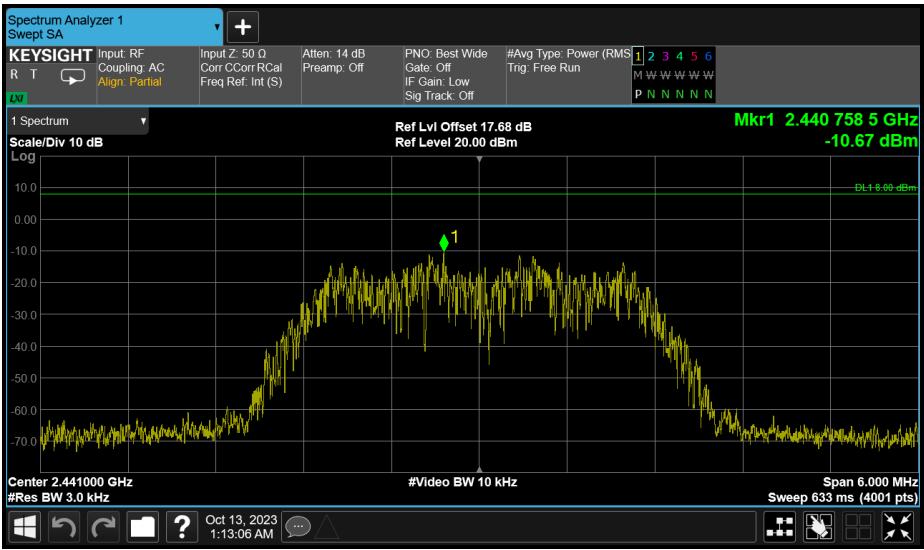 Spectrum Analyzer 1
Swept SA
+
KEYSIGHT
R T
LXI
Input: RF
Coupling: AC
Align: Partial
Input Z: 50 Ω
Corr CCorr RCal
Freq Ref: Int (S)
Atten: 14 dB
Preamp: Off
PNO: Best Wide
Gate: Off
IF Gain: Low
Sig Track: Off
#Avg Type: Power (RMS
Trig: Free Run
1 2 3 4 5 6
M W W W W W
P N N N N N
1 Spectrum
Scale/Div 10 dB
Log
Ref Lvl Offset 17.68 dB
Ref Level 20.00 dBm
Mkr1 2.440 758 5 GHz
-10.67 dBm
10.0
DL1 8.00 dBm
0.00
-10.0
1
-20.0
-30.0
-40.0
-50.0
-60.0
-70.0
Center 2.441000 GHz
#Res BW 3.0 kHz
#Video BW 10 kHz
Span 6.000 MHz
Sweep 633 ms (4001 pts)
?
Oct 13, 2023
1:13:06 AM